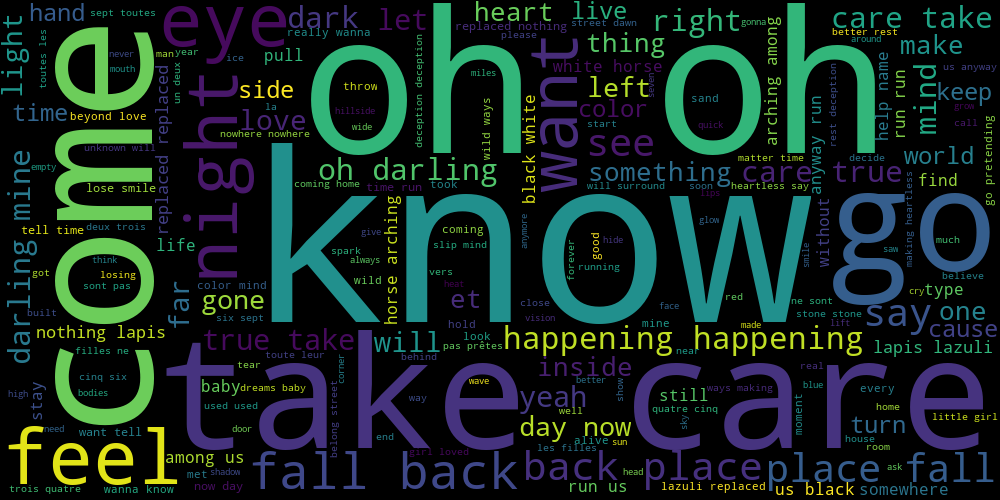 hand
sept toutes
eye
dark
let
heart
live
right
gonna
care take
light
toutes les
come
never
mouth
man
year
really wanna
replaced nothing
street dawn
please
thing
make
better rest
around
us anyway
time
beyond love
un deux
ice
pull
oh
oh
white horse
left
color
sand
mind
keep
side
throw
deception deception
miles
want
seven
arching among
help name
run run
grow
call
night
replaced replaced
la
love
hillside
wide
wild ways
black white
start
see
quick
rest deception
decide
unknown will
nowhere nowhere
matter time
world
darling mine
empty
lose smile
oh darling
something
care true
anyway run
find
go pretending
coming home
time run
took
will surround
soon
heartless say
know
go
tell time
deux trois
life
horse arching
give
coming
slip mind
anymore
good
hide
lips
glow
without
making heartless
saw
much
think
got
losing
sont pas
color mind
spark
always
wild
vers
forever
running
smile
believe
built
far
gone
heat
et
close
vision
red
ne sont
stone stone
cry
type
six sept
hold
face
mine
made
lift
say
one
cause
nothing lapis
true take
will
look
pas prêtes
happening happening
near
lapis lazuli
filles ne
toute leur
behind
inside
real
take care
cinq six
tear
corner
wave
better
show
ways making
blue
every
bodies
baby
dreams baby
way
yeah
still
home
little girl
high
stay
used used
well
quatre cinq
moment
turn
need
want tell
door
belong street
end
day now
alive
sun
sky
house
room
feel
among us
met
shadow
girl loved
les filles
fall back
back place
head
place fall
ask
trois quatre
wanna know
now day
run us
lazuli replaced
us black
somewhere